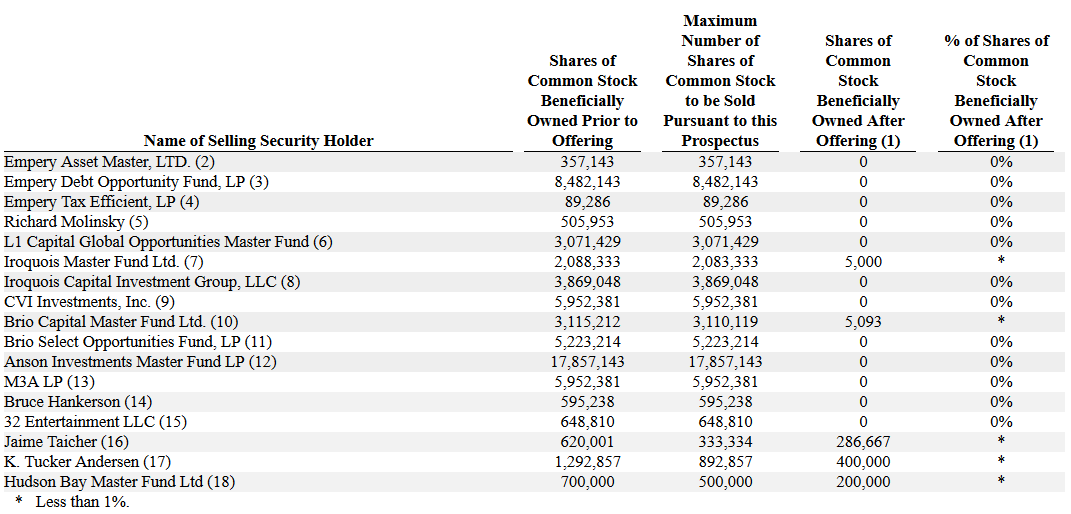 Maximum
Number of Shares of % of Shares of
Shares of Shares of Common Common
Common Stock Common Stock Stock Stock
Beneficially to be Sold Beneficially Beneficially
Owned Prior to Pursuant to this Owned After Owned After
Name of Selling Security Holder Offering Prospectus Offering (1) Offering (1)
Empery Asset Master, LTD. (2) 357,143 357,143 0 0%
Empery Debt Opportunity Fund, LP (3) 8,482,143 8,482,143 0 0%
Empery Tax Efficient, LP (4) 89,286 89,286 0 0%
Richard Molinsky (5) 505,953 505,953 0 0%
L1 Capital Global Opportunities Master Fund (6) 3,071,429 3,071,429 0 0%
Iroquois Master Fund Ltd. (7) 2,088,333 2,083,333 5,000 *
Iroquois Capital Investment Group, LLC (8) 3,869,048 3,869,048 0 0%
CVI Investments, Inc. (9) 5,952,381 5,952,381 0 0%
Brio Capital Master Fund Ltd. (10) 3,115,212 3,110,119 5,093 *
Brio Select Opportunities Fund, LP (11) 5,223,214 5,223,214 0 0%
Anson Investments Master Fund LP (12) 17,857,143 17,857,143 0 0%
M3A LP (13) 5,952,381 5,952,381 0 0%
Bruce Hankerson (14) 595,238 595,238 0 0%
32 Entertainment LLC (15) 648,810 648,810 0 0%
Jaime Taicher (16) 620,001 333,334 286,667 *
K. Tucker Andersen (17) 1,292,857 892,857 400,000 *
Hudson Bay Master Fund Ltd (18) 700,000 500,000 200,000 *
* Less than 1%.